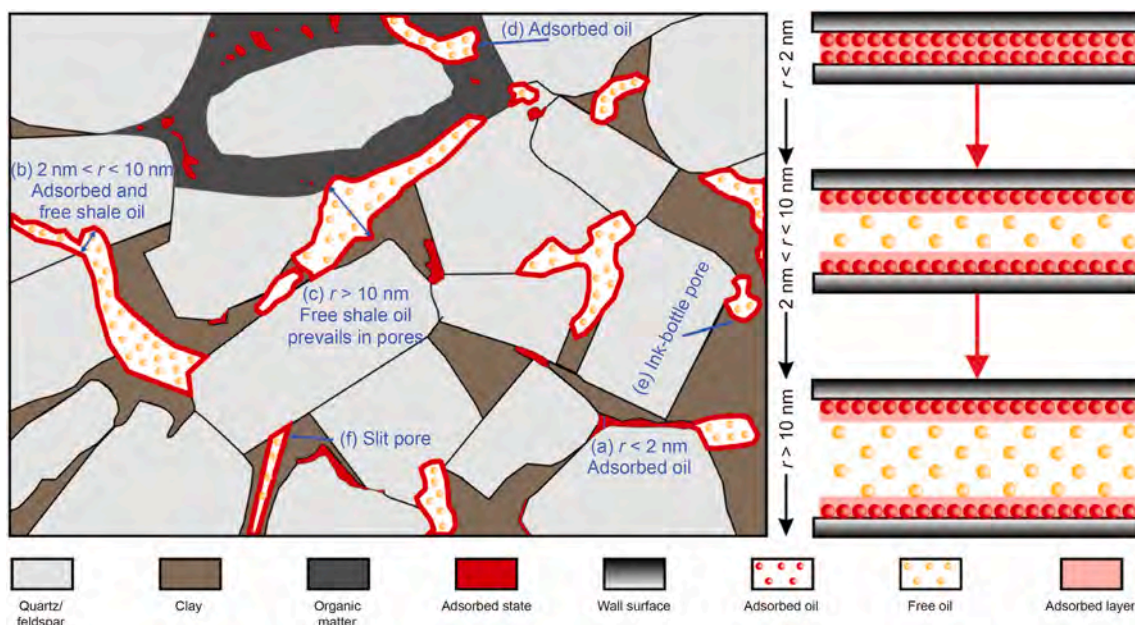 (d) Adsorbed oil
(b) 2 nm < r < 10 nm
Adsorbed and
free shale oil
(c) r > 10 nm
Free shale oil
prevails in pores
(e) Ink-bottle pore
(f) Slit pore
(a) r < 2 nm
Adsorbed oil
r < 2 nm
2 nm < r < 10 nm
r > 10 nm
Quartz/
feldspar
Clay
Organic
matter
Adsorbed state
Wall surface
Adsorbed oil
Free oil
Adsorbed layer